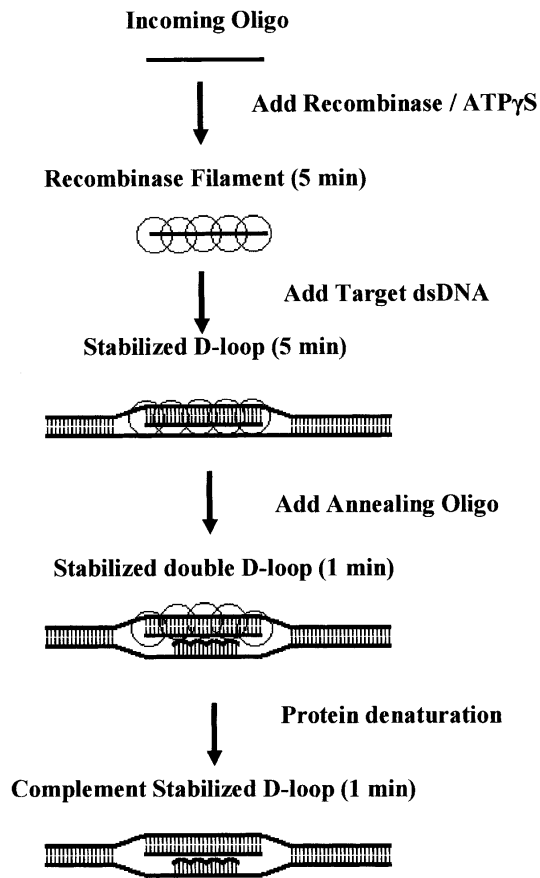 Incoming Oligo
Add Recombinase / ATPγS
Recombinase Filament (5 min)
Add Target dsDNA
Stabilized D-loop (5 min)
Add Annealing Oligo
Stabilized double D-loop (1 min)
Protein denaturation
Complement Stabilized D-loop (1 min)